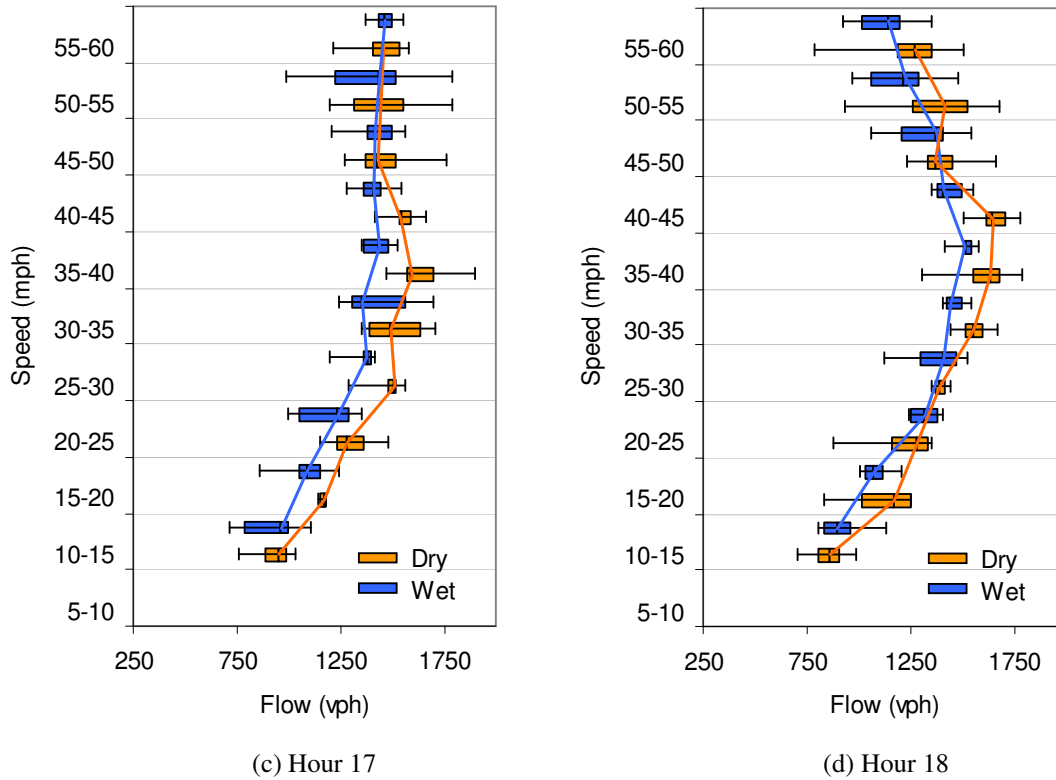 55-60
50-55
45-50
40-45
35-40
30-35
25-30
20-25
15-20
10-15
5-10
Speed (mph)
Dry
Wet
250 750 1250 1750
Flow (vph)
(c) Hour 17
55-60
50-55
45-50
40-45
35-40
30-35
25-30
20-25
15-20
10-15
5-10
Speed (mph)
Dry
Wet
250 750 1250 1750
Flow (vph)
(d) Hour 18